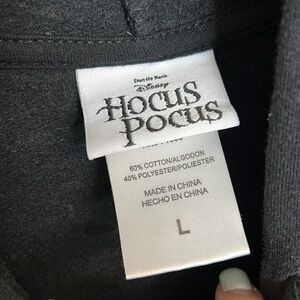 From the Movie
Disney
HOCUS
POCUS
60% COTTON/ALGODON
40% POLYESTER/POLIESTER
MADE IN CHINA
HECHO EN CHINA
L